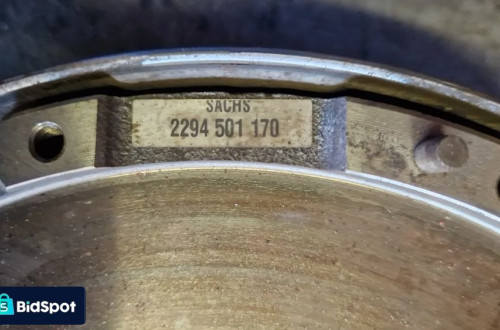 SACHS
2294 501 170
S
BidSpot